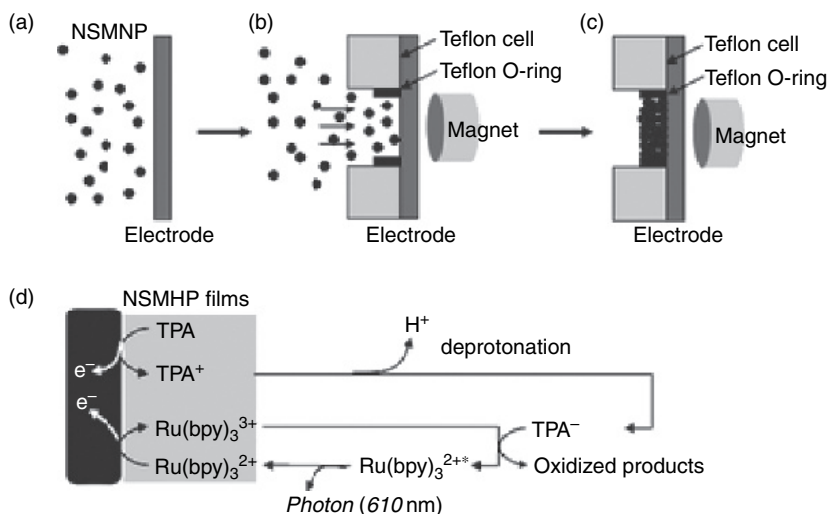 (a)
NSMNP
Electrode
(b)
Teflon cell
Teflon O-ring
Magnet
Electrode
(c)
Teflon cell
Teflon O-ring
Magnet
Electrode
(d)
NSMHP films
TPA
e⁻
TPA⁺
H⁺
deprotonation
e⁻
Ru(bpy)₃³⁺
TPA⁻
Ru(bpy)₃²⁺
Ru(bpy)₃²⁺*
Oxidized products
Photon (610 nm)